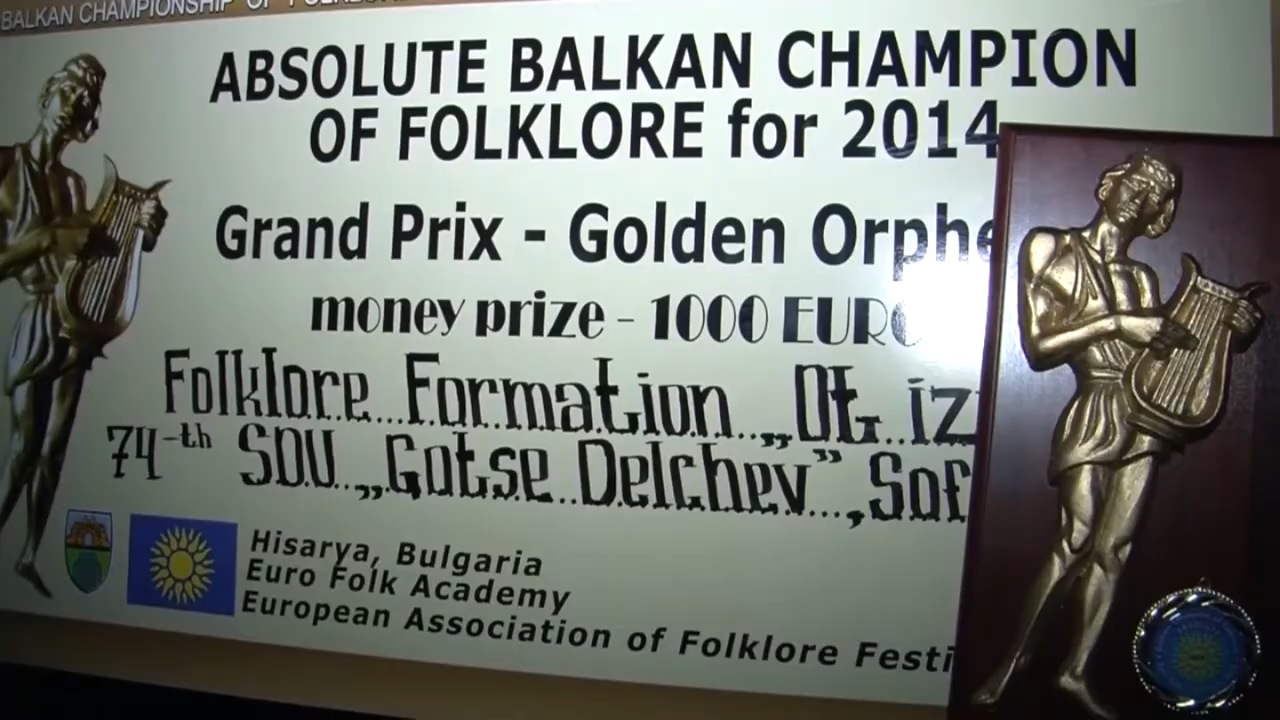 BALKAN CHAMPIONSHIP OF
ABSOLUTE BALKAN CHAMPION
OF FOLKLORE for 2014
Grand Prix - Golden Orphe
money prize - 1000 EURO
Folklore Formation „Ot iz
74-th SOU „Gotse Delchev”, Sof
Hisarya, Bulgaria
Euro Folk Academy
European Association of Folklore Festi